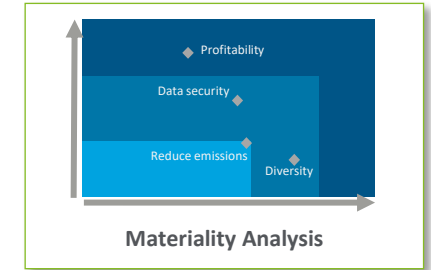 Profitability
Data security
Reduce emissions
Diversity
Materiality Analysis